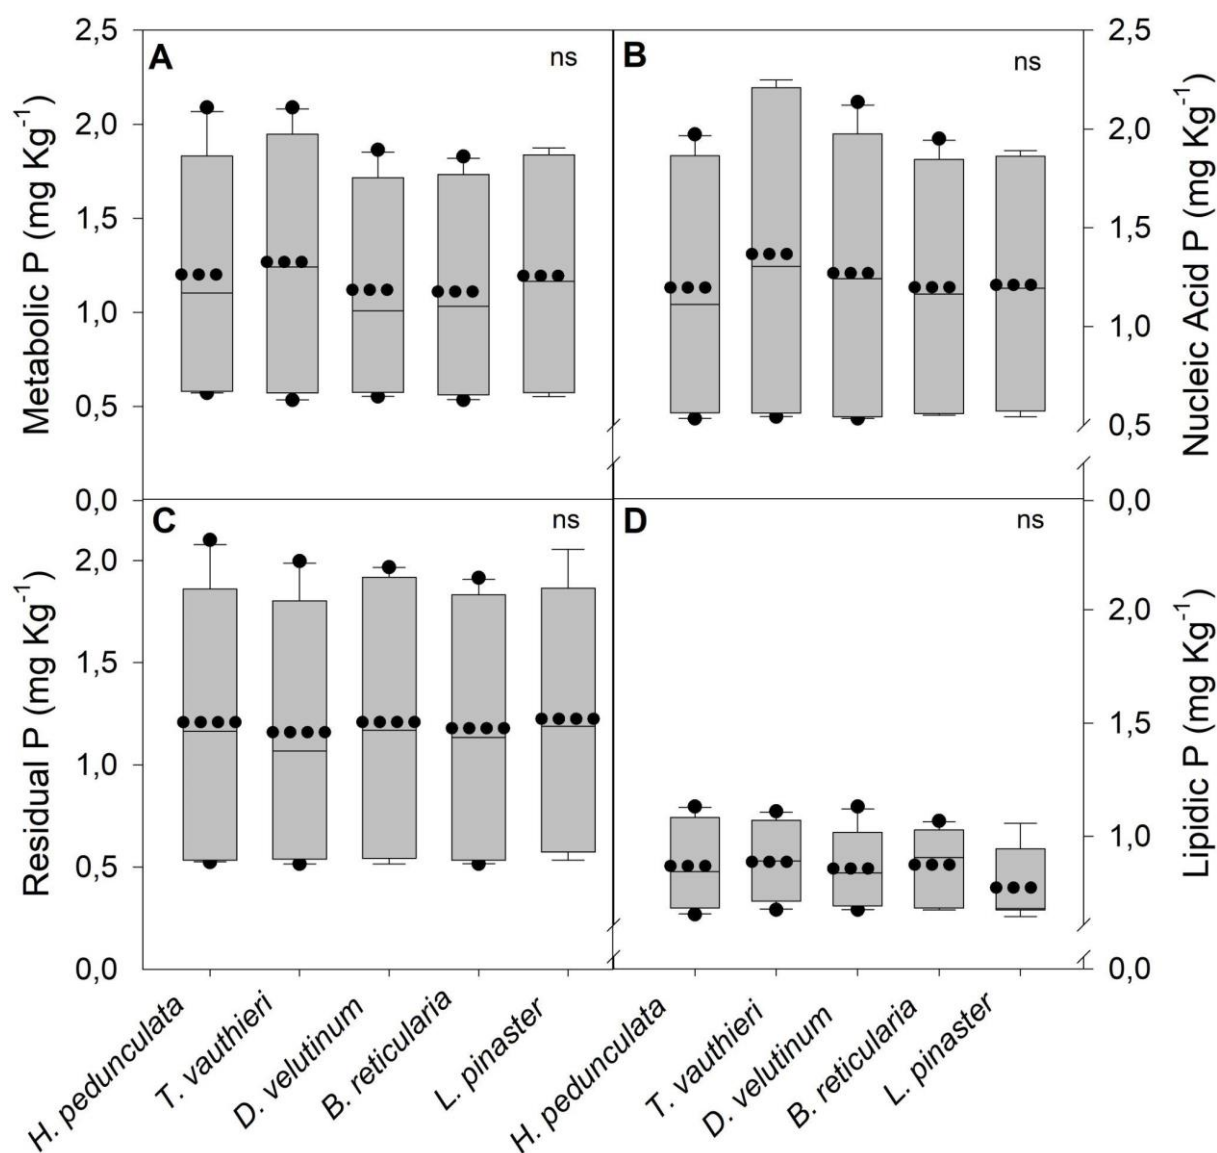 A
ns
Metabolic P (mg Kg-1)
2,5
2,0
1,5
1,0
0,5
0,0
B
ns
Nucleic Acid P (mg Kg-1)
2,5
2,0
1,5
1,0
0,5
0,0
C
ns
Residual P (mg Kg-1)
2,0
1,5
1,0
0,5
0,0
D
ns
Lipidic P (mg Kg-1)
2,0
1,5
1,0
0,0
H. pedunculata
T. vauthieri
D. velutinum
B. reticularia
L. pinaster
H. pedunculata
T. vauthieri
D. velutinum
B. reticularia
L. pinaster